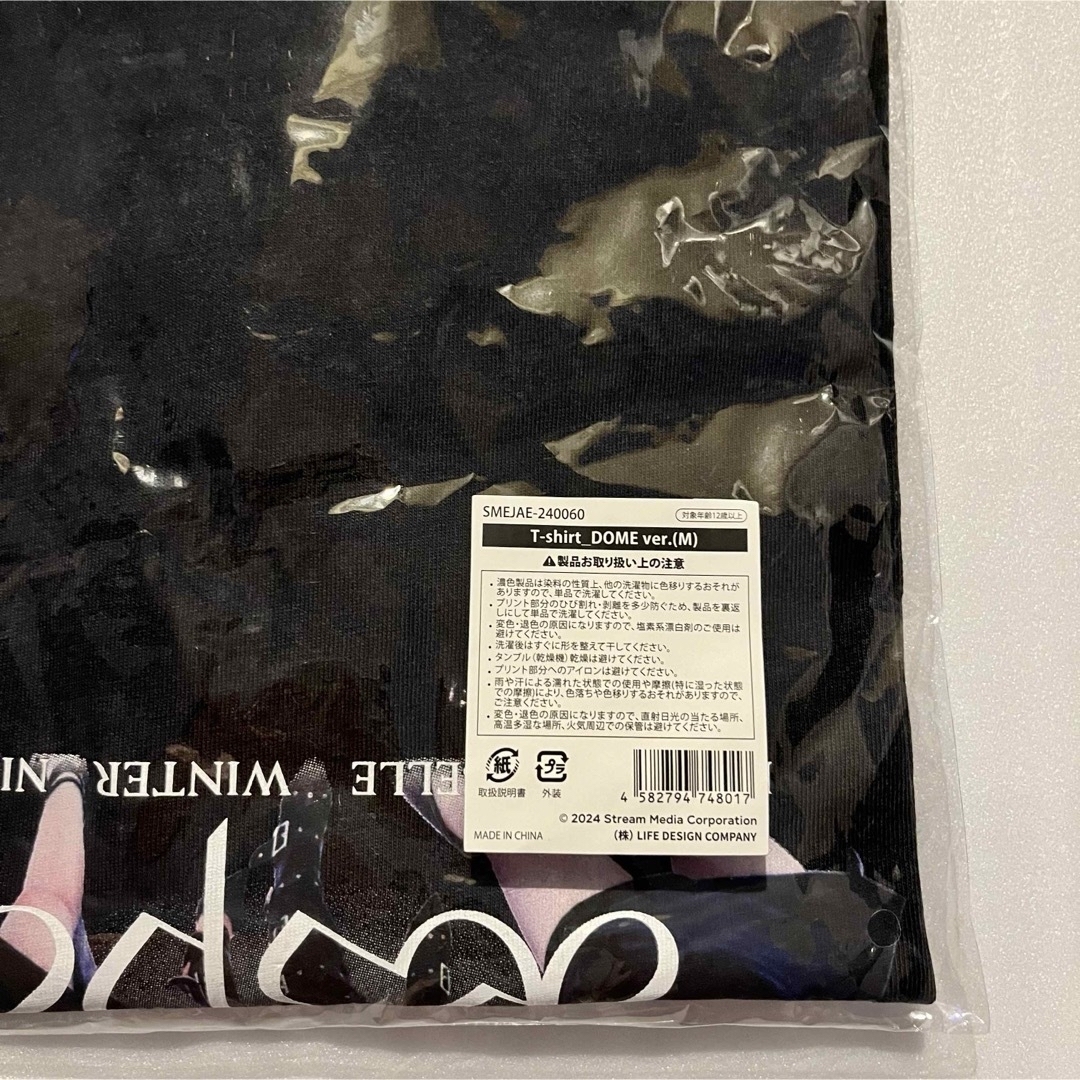 SMEJAE-240060
対象年齢12歳以上
T-shirt_DOME ver.(M)
⚠製品お取り扱い上の注意
・濃色製品は染料の性質上、他の洗濯物に色移りするおそれが
ありますので、単品で洗濯してください。
・プリント部分のひび割れ・剥離を多少防ぐため、製品を裏返
しにして単品で洗濯してください。
・変色・退色の原因になりますので、塩素系漂白剤のご使用は
避けてください。
・洗濯後はすぐに形を整えて干してください。
・タンブル（乾燥機）乾燥は避けてください。
・プリント部分へのアイロンは避けてください。
・雨や汗による濡れた状態での使用や摩擦(特に湿った状態
での摩擦)により、色落ちや色移りするおそれがありますので、
ご注意ください。
・変色・退色の原因になりますので、直射日光の当たる場所、
高温多湿な場所、火気周辺での保管は避けてください。
紙 プラ
取扱説明書 外装
4 582794 748017
© 2024 Stream Media Corporation
MADE IN CHINA (株) LIFE DESIGN COMPANY
NI WINTER ELLE